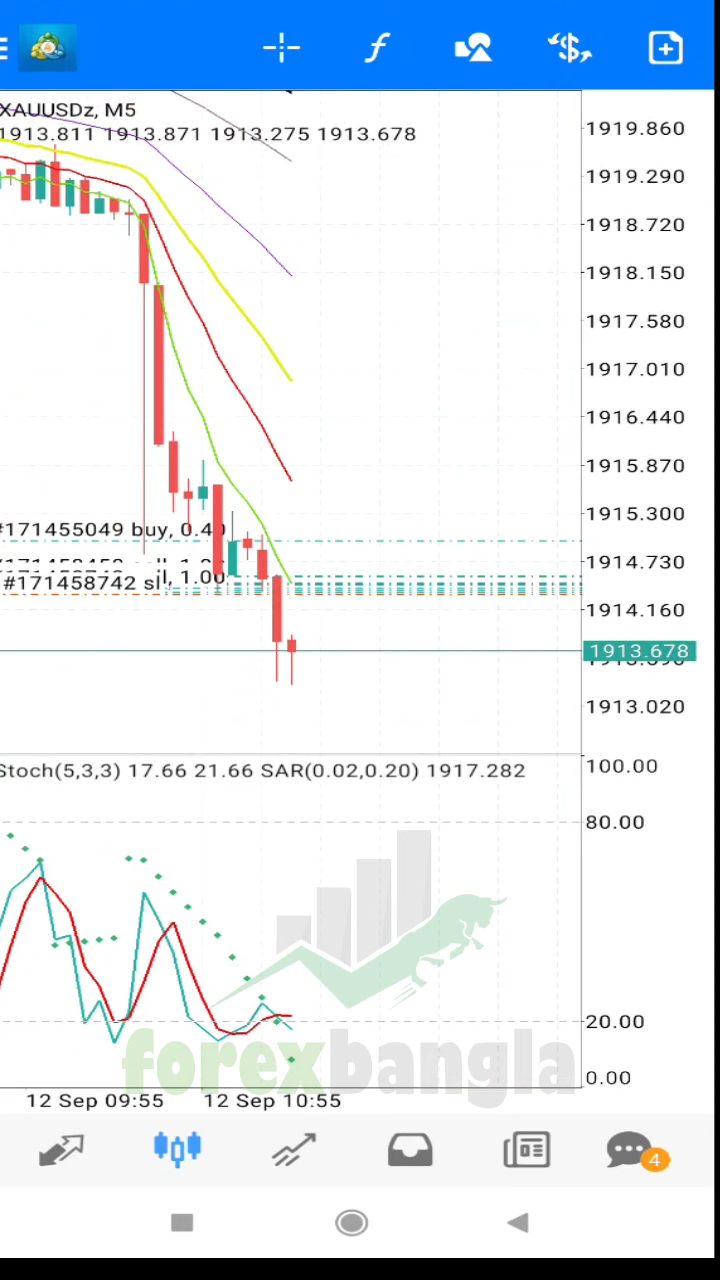 XAUUSDz, M5
1913.811 1913.871 1913.275 1913.678
1919.860
1919.290
1918.720
1918.150
1917.580
1917.010
1916.440
1915.870
1915.300
#171455049 buy, 0.40
1914.730
#171458742 sell, 1.00
1914.160
1913.678
1913.020
Stoch(5,3,3) 17.66 21.66 SAR(0.02,0.20) 1917.282
100.00
80.00
20.00
forexbangla
0.00
12 Sep 09:55 12 Sep 10:55
4